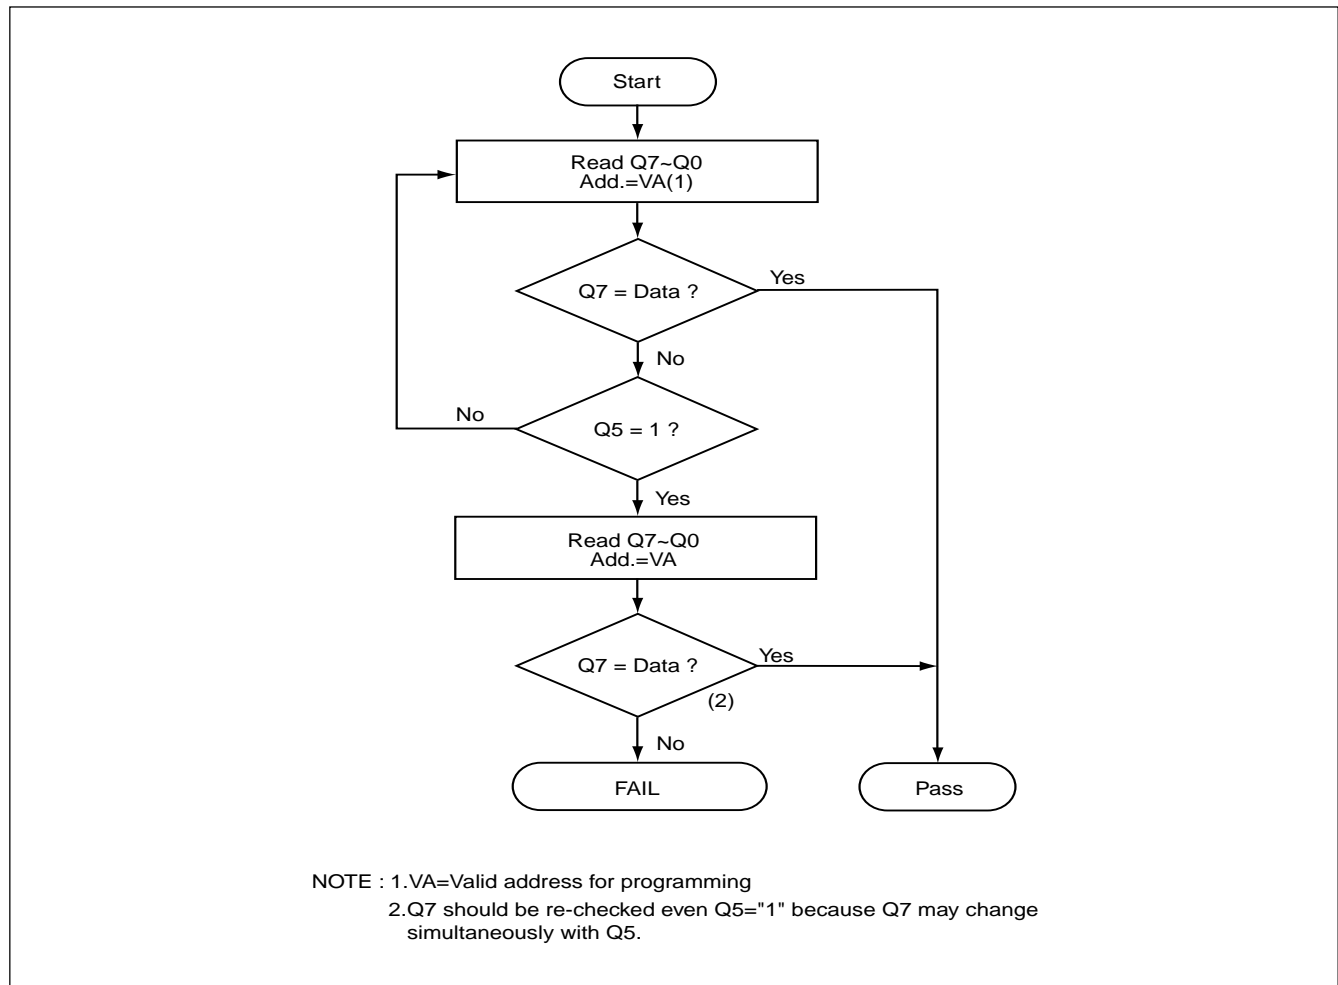 Start
Read Q7~Q0
Add.=VA(1)
Q7 = Data ?
Yes
No
Q5 = 1 ?
No
Yes
Read Q7~Q0
Add.=VA
Q7 = Data ?
Yes
(2)
No
FAIL
Pass
NOTE : 1.VA=Valid address for programming
2.Q7 should be re-checked even Q5="1" because Q7 may change
simultaneously with Q5.